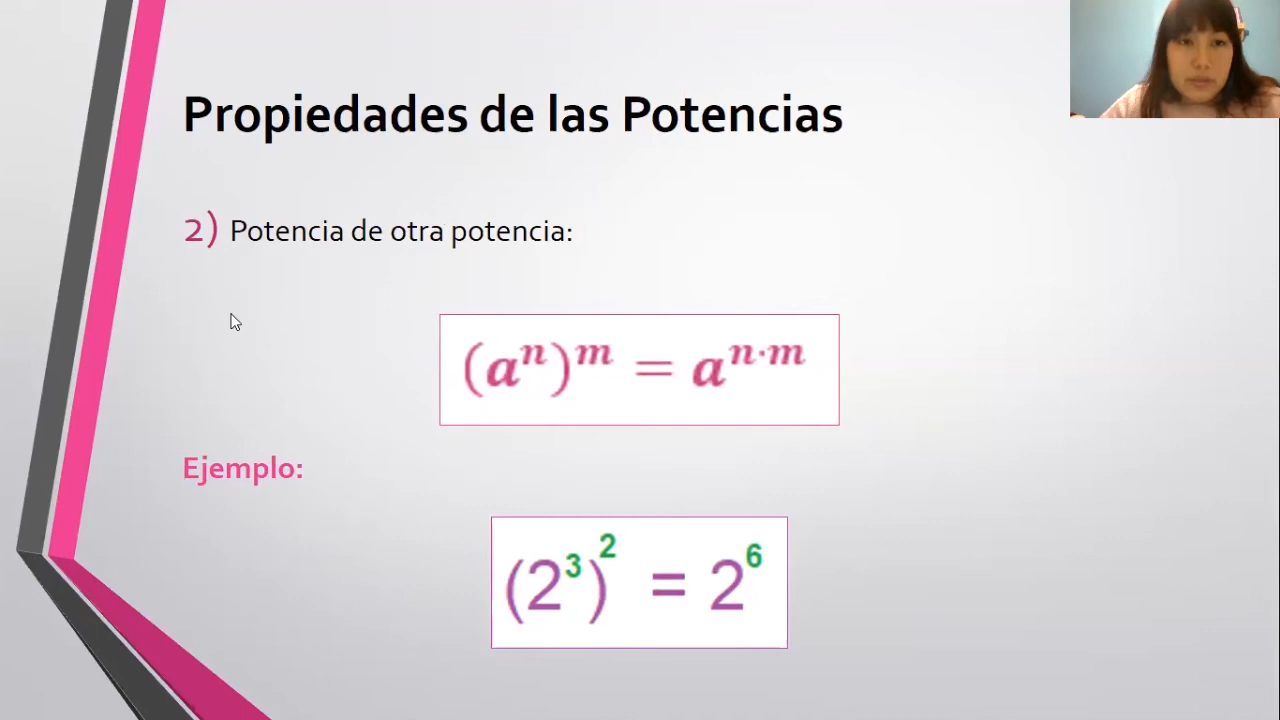 Propiedades de las Potencias
2) Potencia de otra potencia:
(aⁿ)ᵐ = aⁿ·ᵐ
Ejemplo:
(2³)² = 2⁶